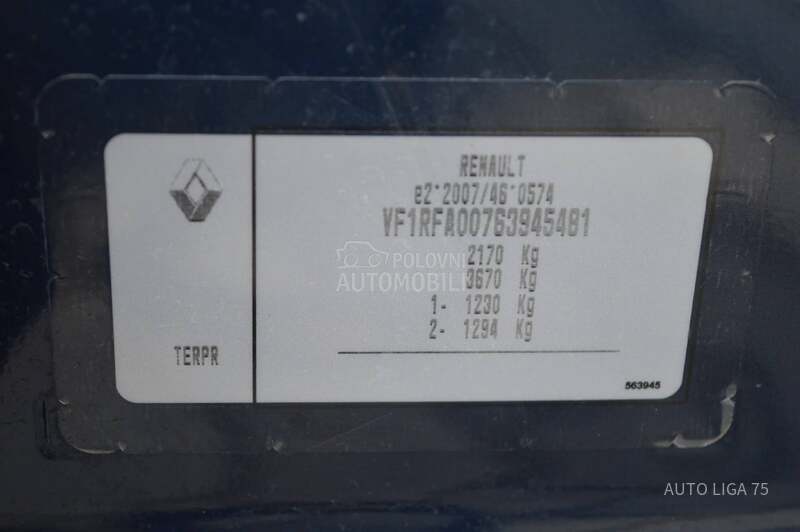 RENAULT
e2*2007/46*0574
VF1RFA00763945481
2170 Kg
3670 Kg
1- 1230 Kg
2- 1294 Kg
TERPR
563945
POLOVNI
AUTOMOBILI
AUTO LIGA 75